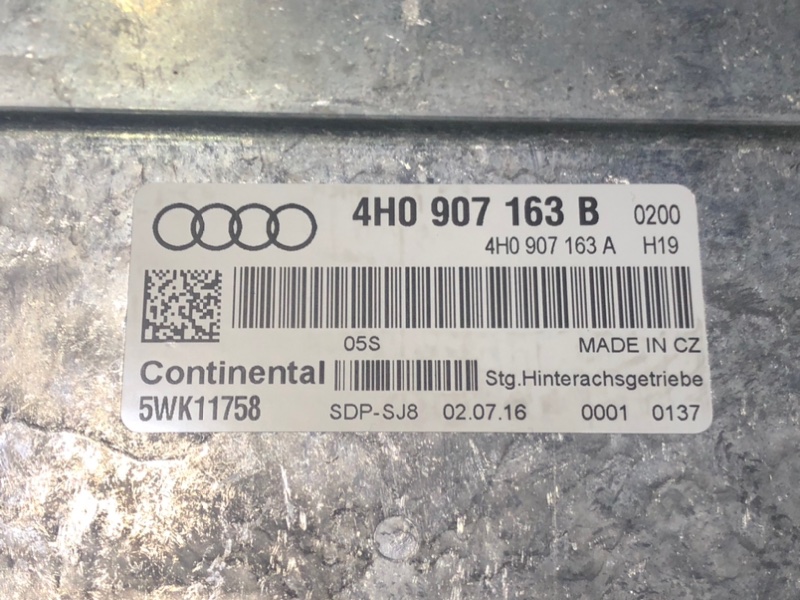 4H0 907 163 B 0200
4H0 907 163 A H19
05S MADE IN CZ
Continental Stg.Hinterachsgetriebe
5WK11758 SDP-SJ8 02.07.16 0001 0137